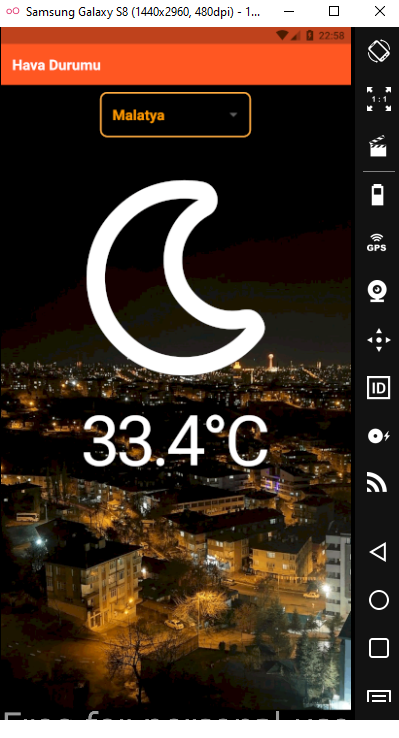 Samsung Galaxy S8 (1440x2960, 480dpi) - 1...
22:58
Hava Durumu
1:1
Malatya
GPS
33.4°C
ID
Free for personal use